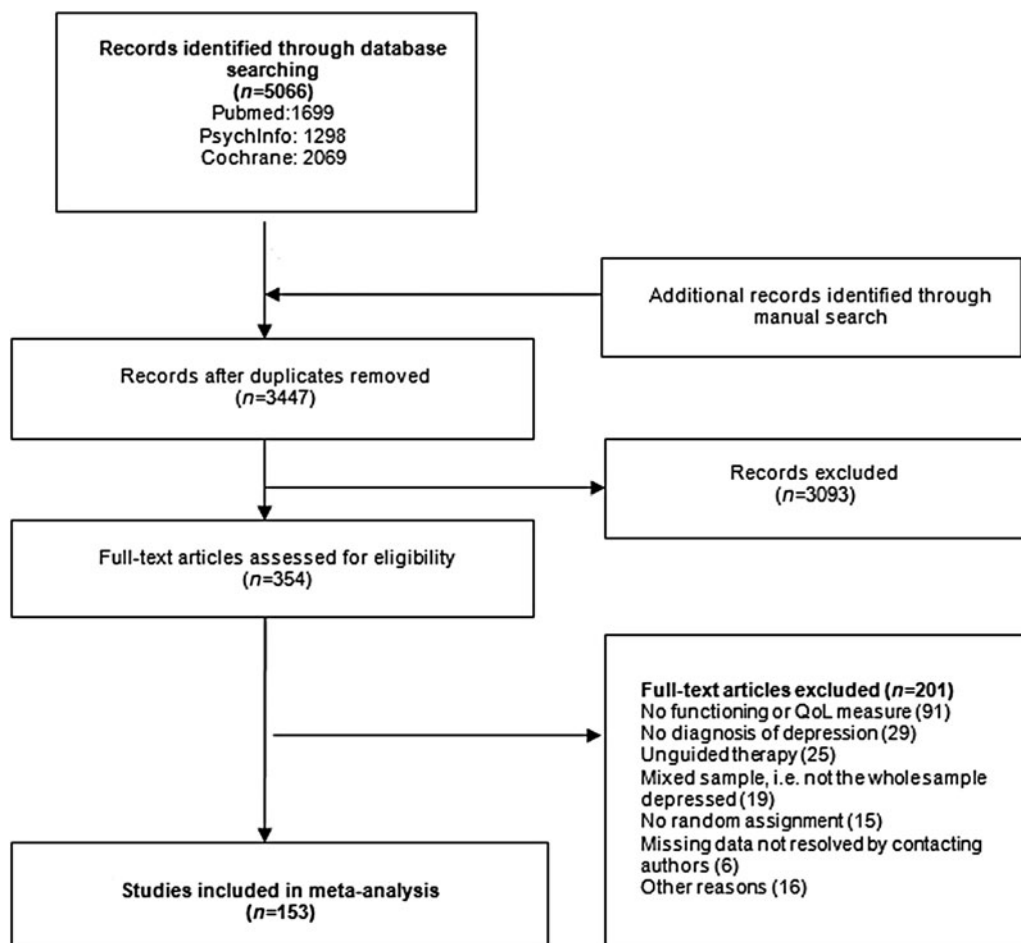 Records identified through database
searching
(n=5066)
Pubmed:1699
PsychInfo: 1298
Cochrane: 2069
Additional records identified through
manual search
Records after duplicates removed
(n=3447)
Records excluded
(n=3093)
Full-text articles assessed for eligibility
(n=354)
Full-text articles excluded (n=201)
No functioning or QoL measure (91)
No diagnosis of depression (29)
Unguided therapy (25)
Mixed sample, i.e. not the whole sample
depressed (19)
No random assignment (15)
Missing data not resolved by contacting
authors (6)
Other reasons (16)
Studies included in meta-analysis
(n=153)